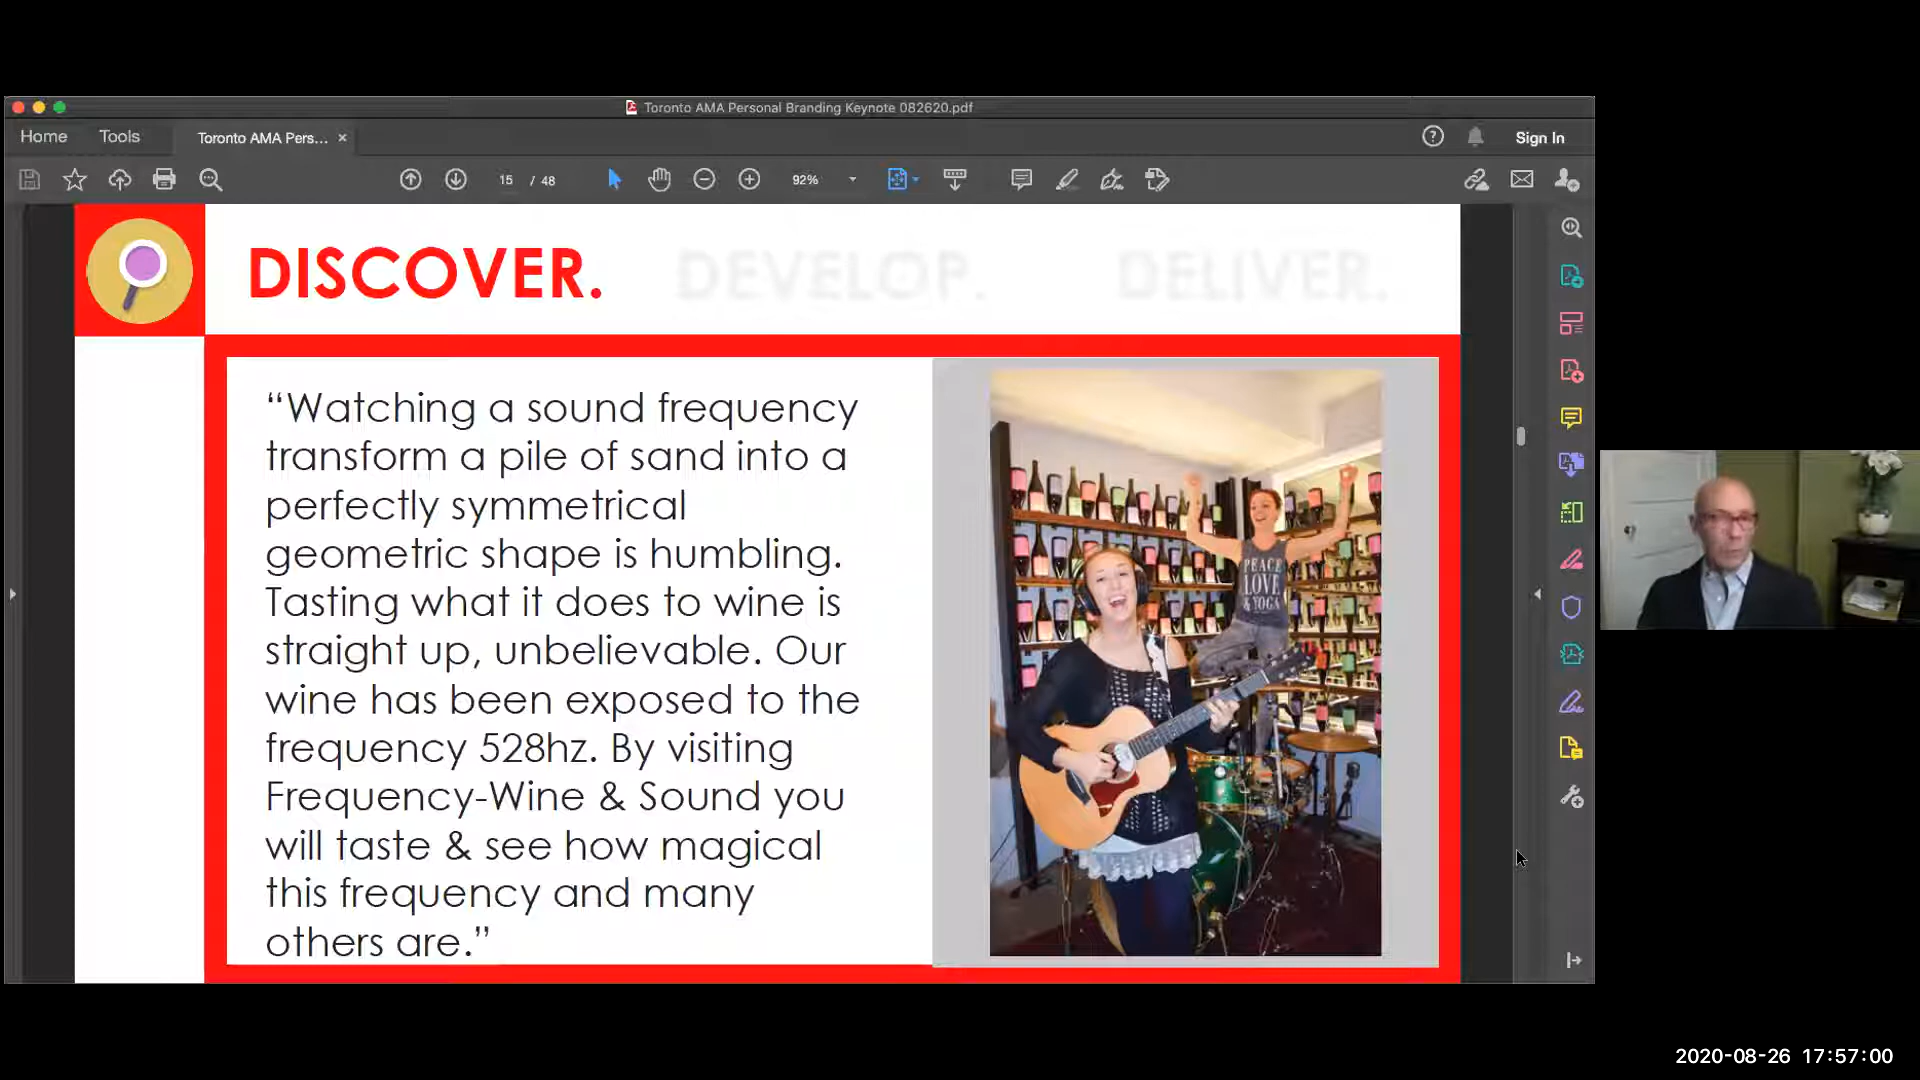 Toronto AMA Personal Branding Keynote 082620.pdf
Home Tools Toronto AMA Pers... Sign In
15 / 48 92%
DISCOVER. DEVELOP. DELIVER.
“Watching a sound frequency
transform a pile of sand into a
perfectly symmetrical
geometric shape is humbling.
Tasting what it does to wine is
straight up, unbelievable. Our
wine has been exposed to the
frequency 528hz. By visiting
Frequency-Wine & Sound you
will taste & see how magical
this frequency and many
others are.”
PEACE
LOVE
& YOGA
2020-08-26 17:57:00